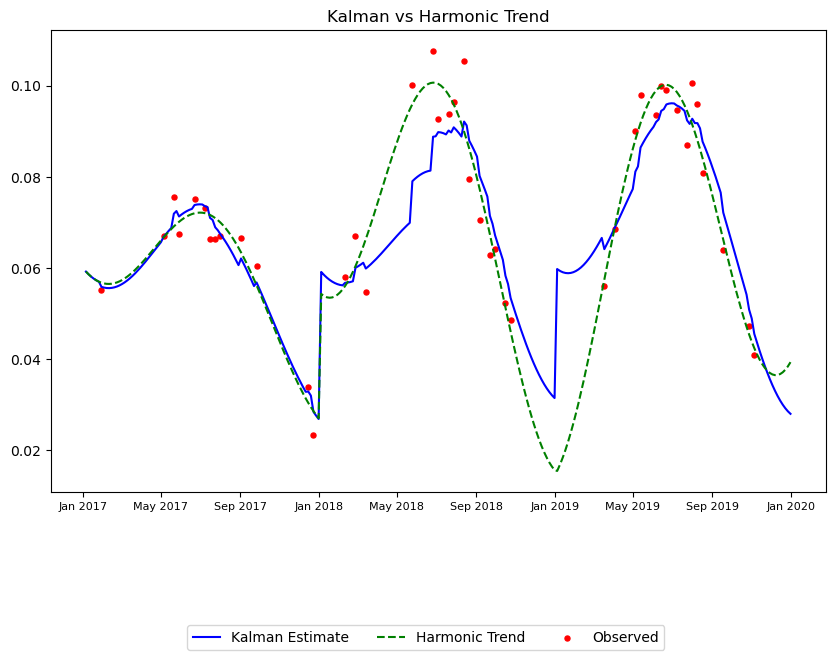 Kalman vs Harmonic Trend
0.10
0.08
0.06
0.04
0.02
Jan 2017 May 2017 Sep 2017 Jan 2018 May 2018 Sep 2018 Jan 2019 May 2019 Sep 2019 Jan 2020
Kalman Estimate Harmonic Trend Observed